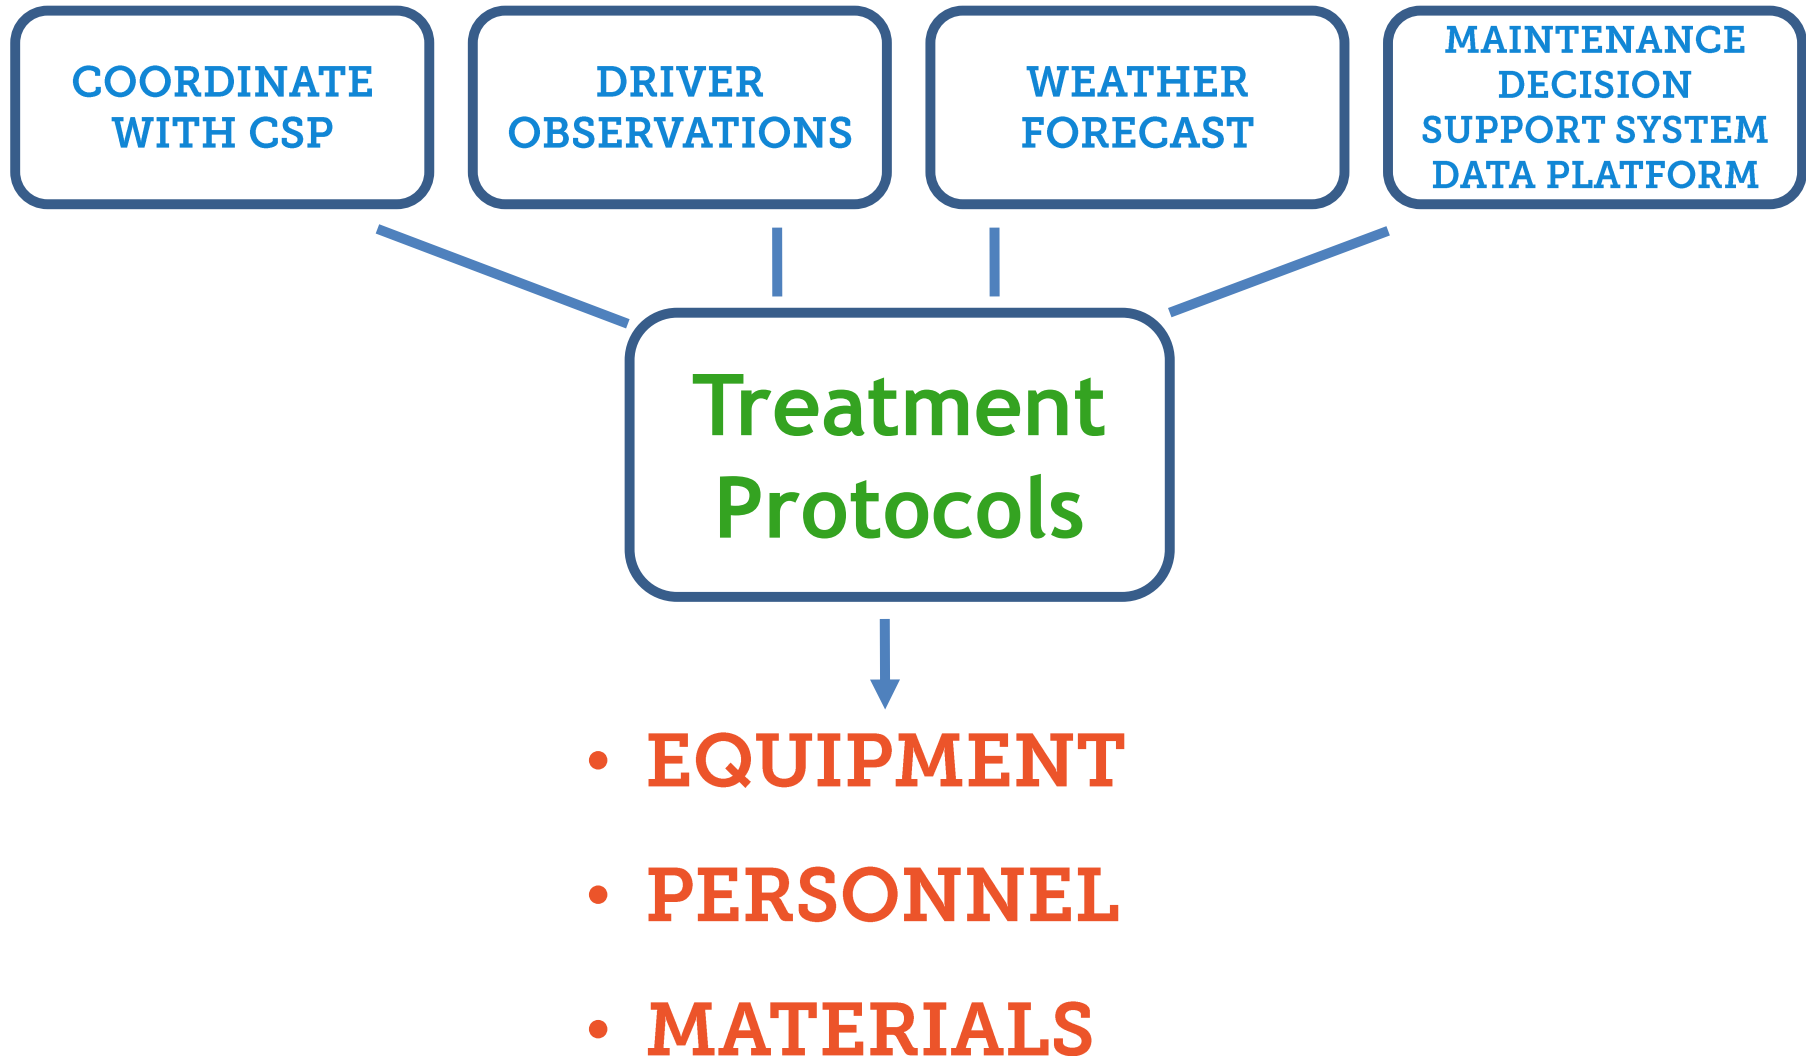 COORDINATE
WITH CSP
DRIVER
OBSERVATIONS
WEATHER
FORECAST
MAINTENANCE
DECISION
SUPPORT SYSTEM
DATA PLATFORM
Treatment
Protocols
• EQUIPMENT
• PERSONNEL
• MATERIALS